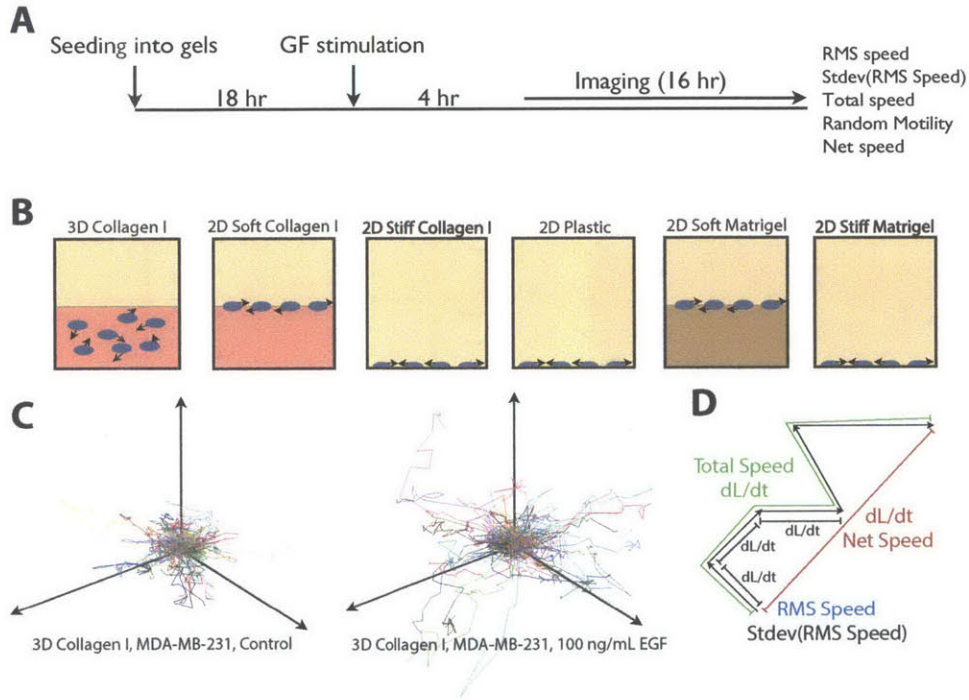 A
Seeding into gels
GF stimulation
18 hr
4 hr
Imaging (16 hr)
RMS speed
Stdev(RMS Speed)
Total speed
Random Motility
Net speed
B
3D Collagen I
2D Soft Collagen I
2D Stiff Collagen I
2D Plastic
2D Soft Matrigel
2D Stiff Matrigel
C
3D Collagen I, MDA-MB-231, Control
3D Collagen I, MDA-MB-231, 100 ng/mL EGF
D
Total Speed
dL/dt
dL/dt
dL/dt
dL/dt
dL/dt
Net Speed
RMS Speed
Stdev(RMS Speed)